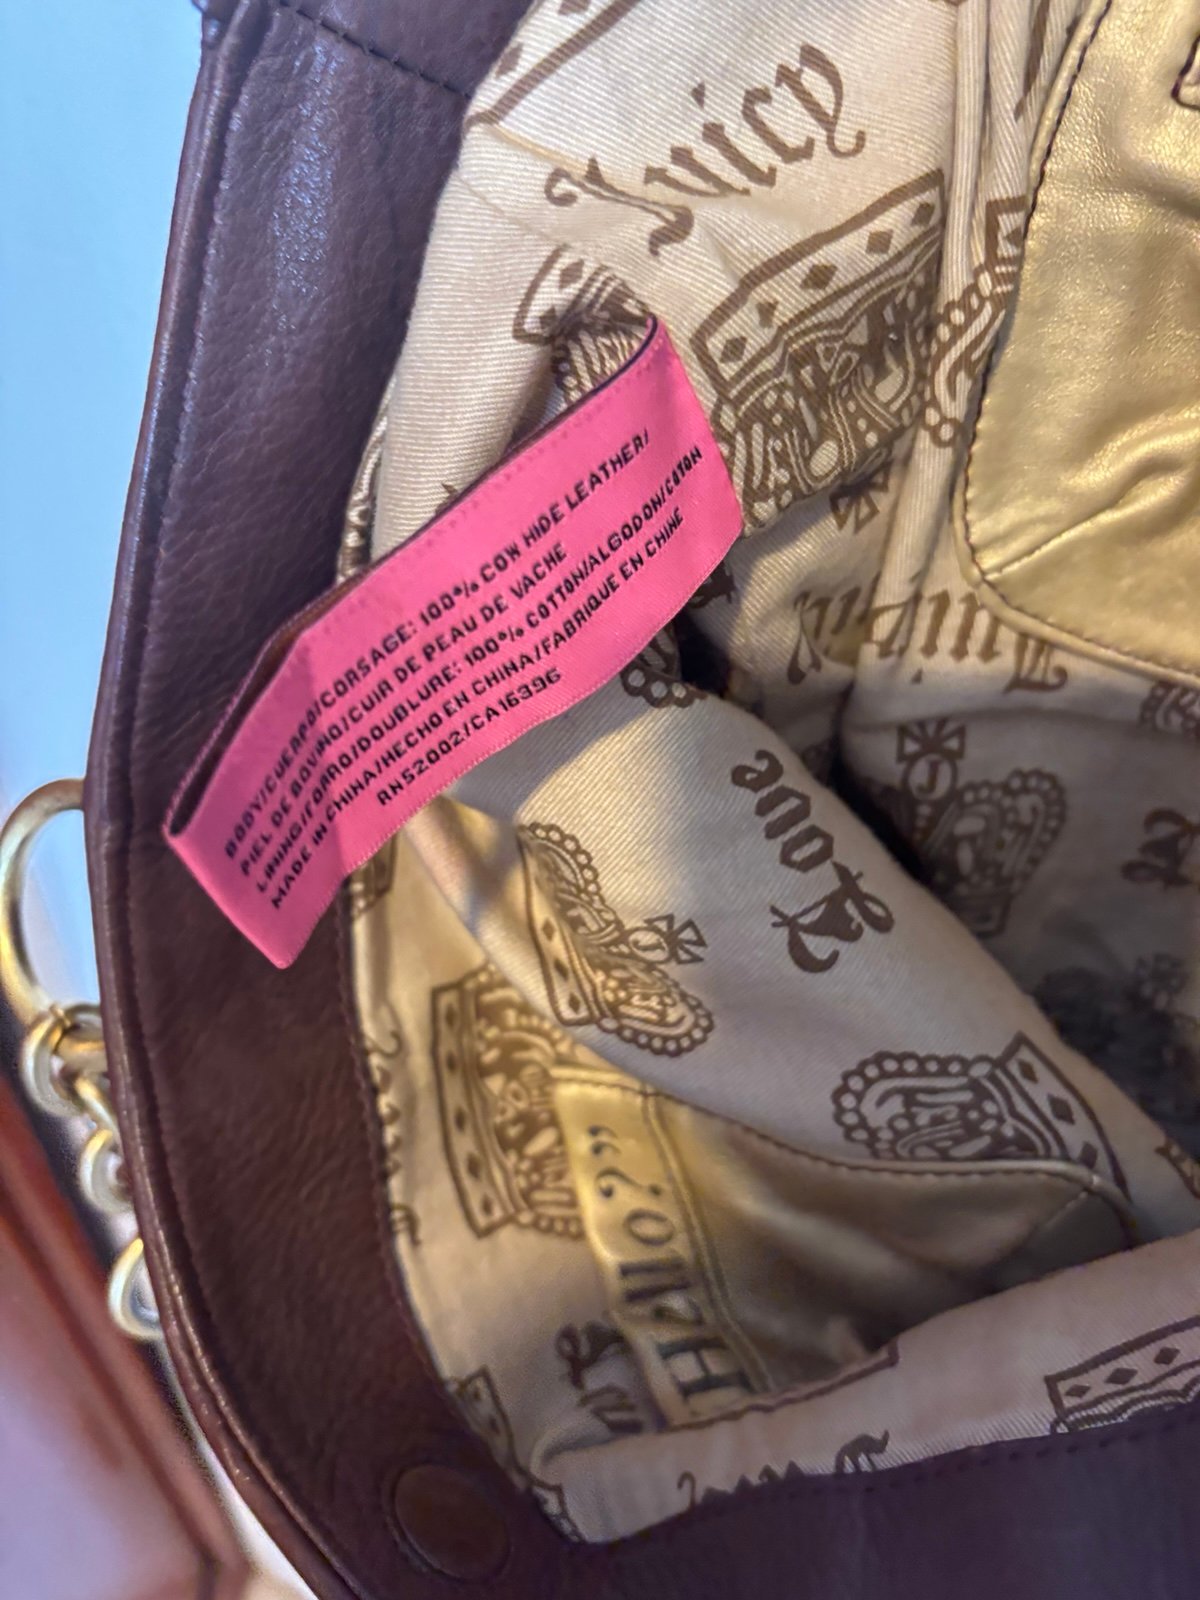 Juicy
BODY/CUERPO/CORSAGE: 100% COW HIDE LEATHER/
PIEL DE BOVINO/CUIR DE PEAU DE VACHE
LINING/FORRO/DOUBLURE: 100% COTTON/ALGODON/COTON
MADE IN CHINA/HECHO EN CHINA/FABRIQUE EN CHINE
RN52002/CA16396
Juicy
Love
J
Hello?"